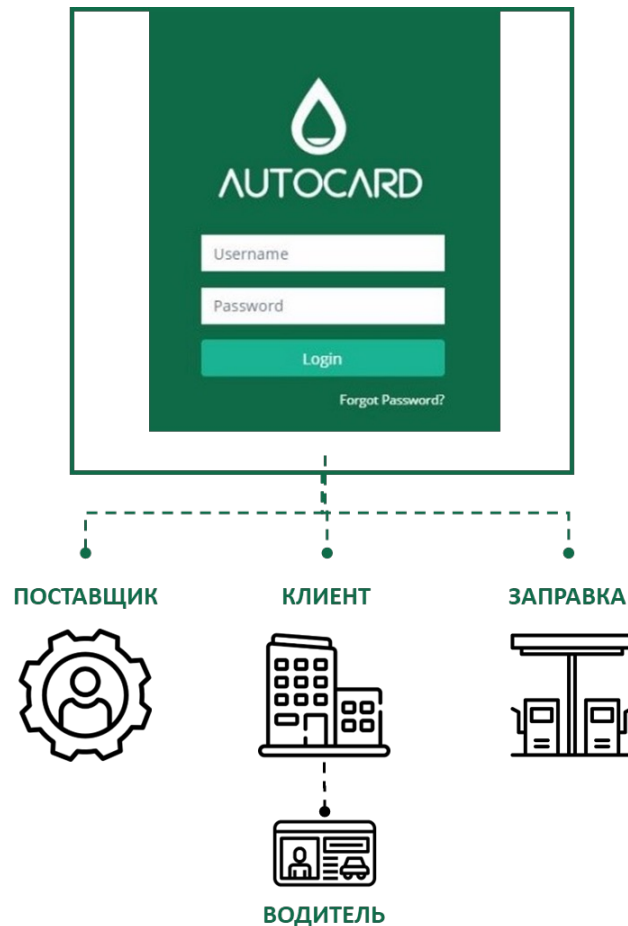 AUTOCARD
Username
Password
Login
Forgot Password?
ПОСТАВЩИК
КЛИЕНТ
ЗАПРАВКА
ВОДИТЕЛЬ